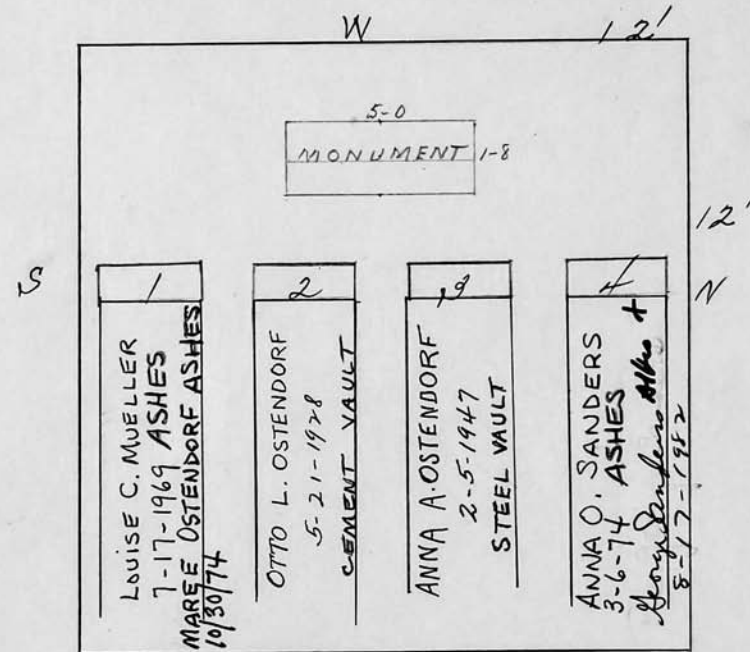 W
12'
5-0
MONUMENT
1-8
12'
S
N
1
2
3
4
LOUISE C. MUELLER
7-17-1969 ASHES
MAREE OSTENDORF ASHES
10/30/74
OTTO L. OSTENDORF
5-21-1928
CEMENT VAULT
ANNA A. OSTENDORF
2-5-1947
STEEL VAULT
ANNA O. SANDERS
3-6-74 ASHES
George Sanders
8-17-1982